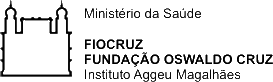 Ministério da Saúde
FIOCRUZ
FUNDAÇÃO OSWALDO CRUZ
Instituto Aggeu Magalhães